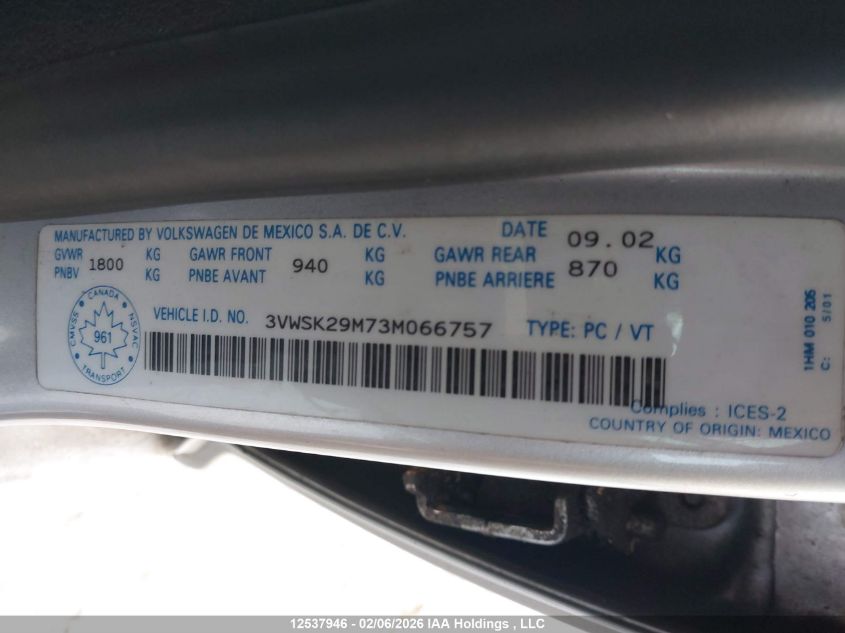 MANUFACTURED BY VOLKSWAGEN DE MEXICO S.A. DE C.V. DATE 09.02
GVWR PNBV 1800 KG KG GAWR FRONT PNBE AVANT 940 KG KG GAWR REAR PNBE ARRIERE 870 KG KG
VEHICLE I.D. NO. 3VWSK29M73M066757 TYPE: PC / VT
CMVSS CANADA NSVAC TRANSPORT 961
Complies : ICES-2
COUNTRY OF ORIGIN: MEXICO
1HM 010 205
C: 5/01
12537946 - 02/06/2026 IAA Holdings , LLC